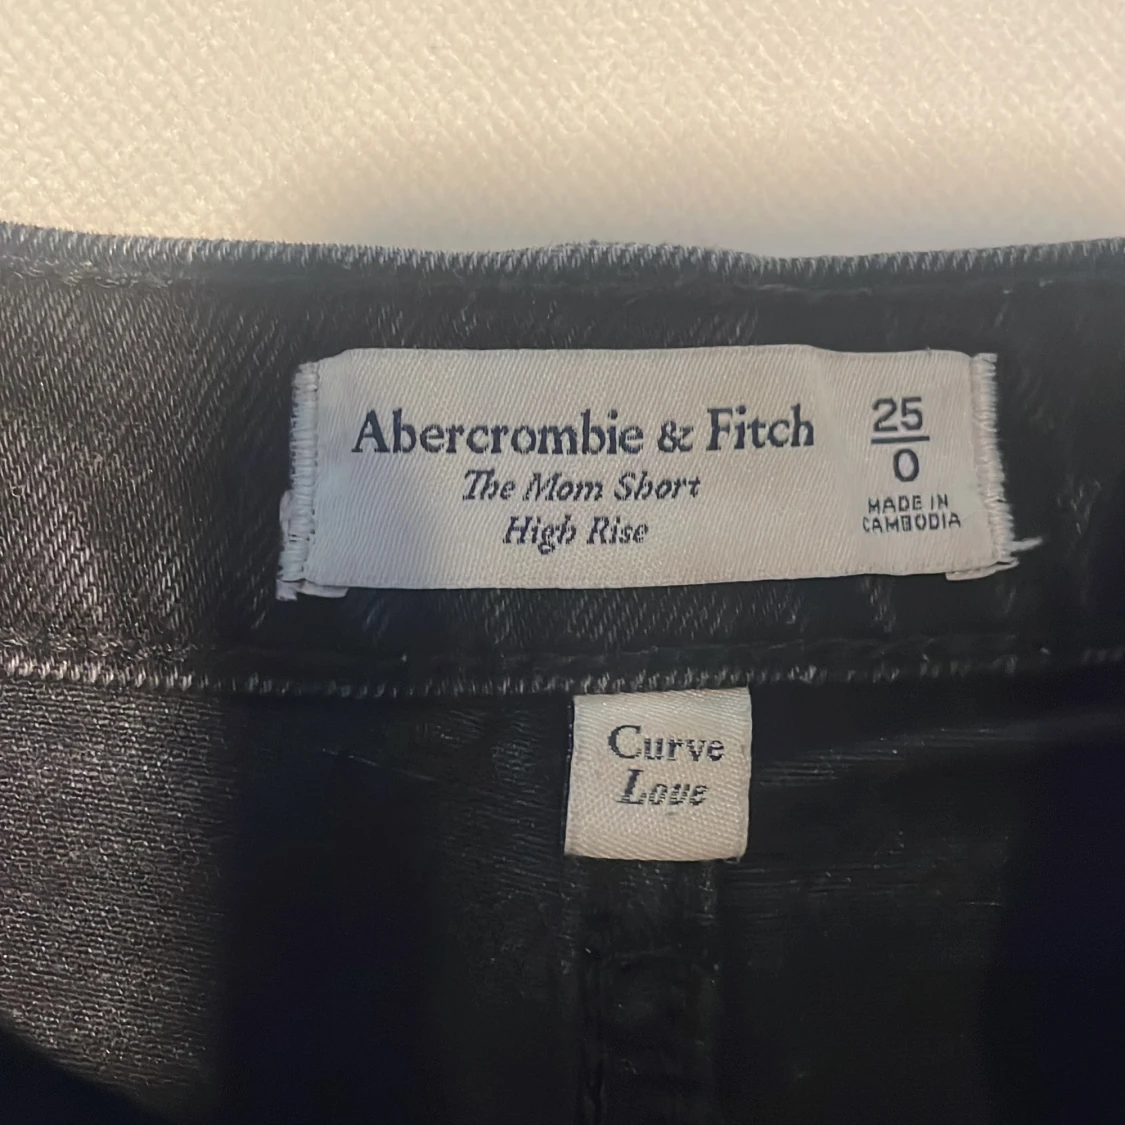 Abercrombie & Fitch
The Mom Short
High Rise
25
0
MADE IN
CAMBODIA
Curve
Love